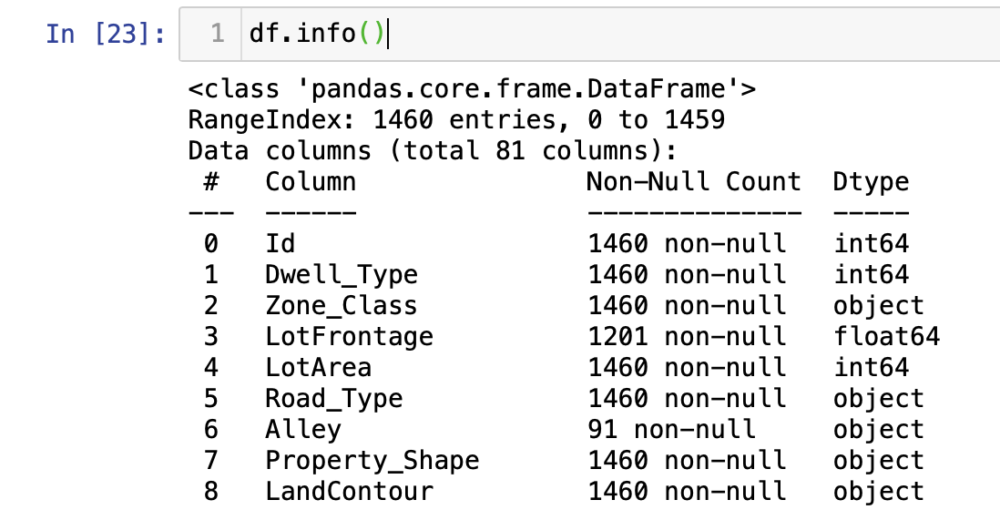 In [23]: 1 df.info()
<class 'pandas.core.frame.DataFrame'>
RangeIndex: 1460 entries, 0 to 1459
Data columns (total 81 columns):
 #   Column                Non-Null Count  Dtype
---  ------                --------------  -----
 0   Id                    1460 non-null   int64
 1   Dwell_Type            1460 non-null   int64
 2   Zone_Class            1460 non-null   object
 3   LotFrontage           1201 non-null   float64
 4   LotArea               1460 non-null   int64
 5   Road_Type             1460 non-null   object
 6   Alley                 91 non-null     object
 7   Property_Shape        1460 non-null   object
 8   LandContour           1460 non-null   object